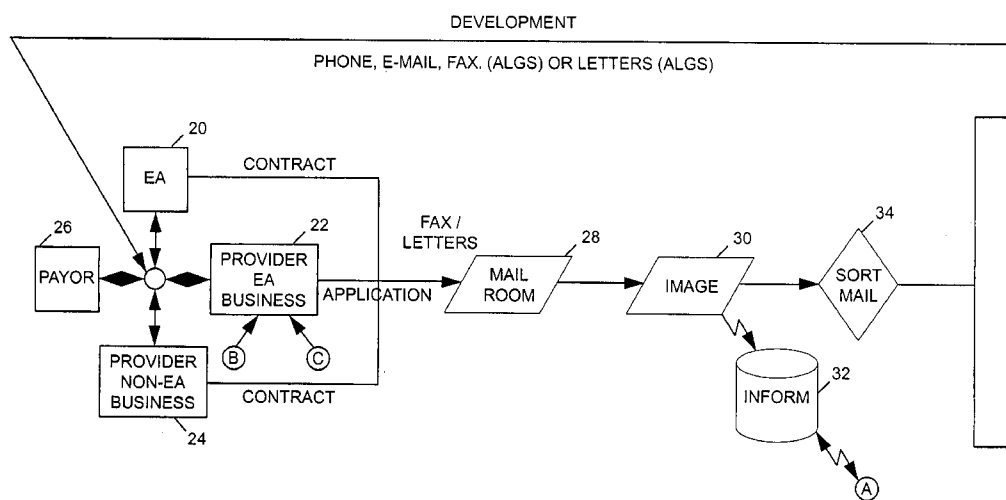 DEVELOPMENT
PHONE, E-MAIL, FAX. (ALGS) OR LETTERS (ALGS)
20
EA
CONTRACT
26
PAYOR
22
PROVIDER
EA
BUSINESS
APPLICATION
FAX /
LETTERS
28
MAIL
ROOM
30
IMAGE
34
SORT
MAIL
B
C
PROVIDER
NON-EA
BUSINESS
24
CONTRACT
INFORM
32
A